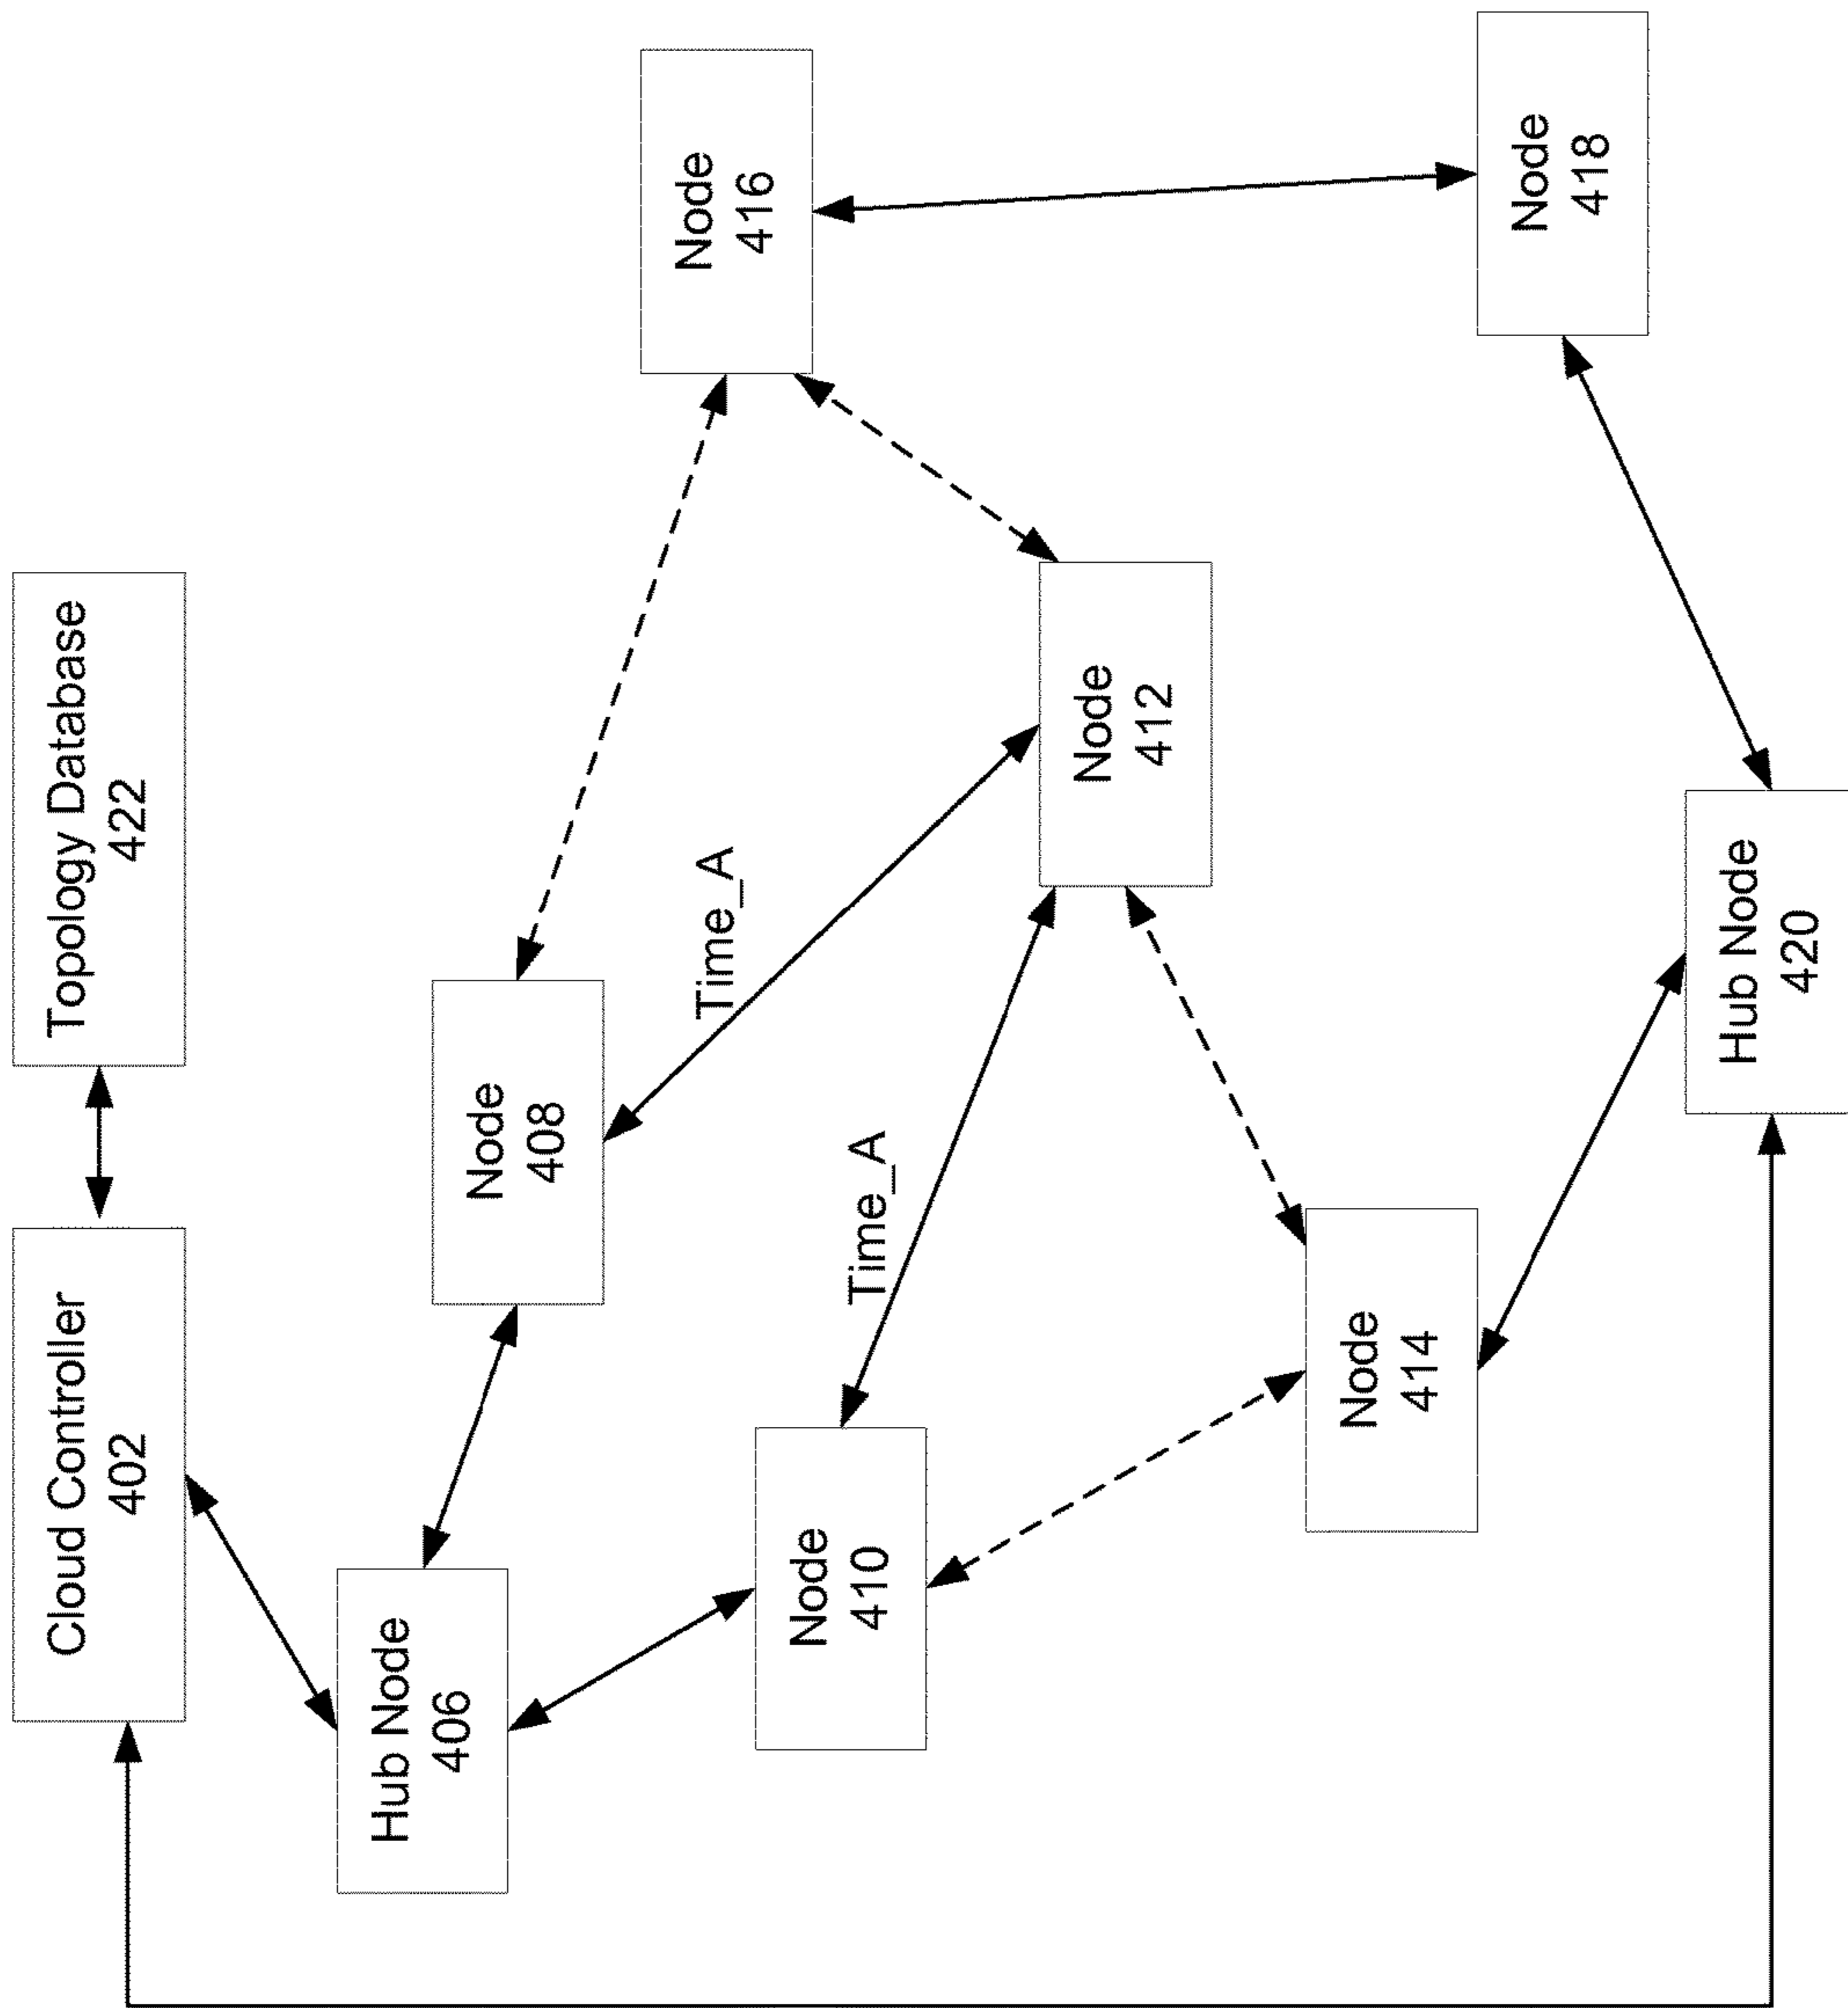 Cloud Controller
402
Topology Database
422
Hub Node
406
Node
408
Time_A
Node
410
Time_A
Node
412
Node
416
Node
414
Node
418
Hub Node
420